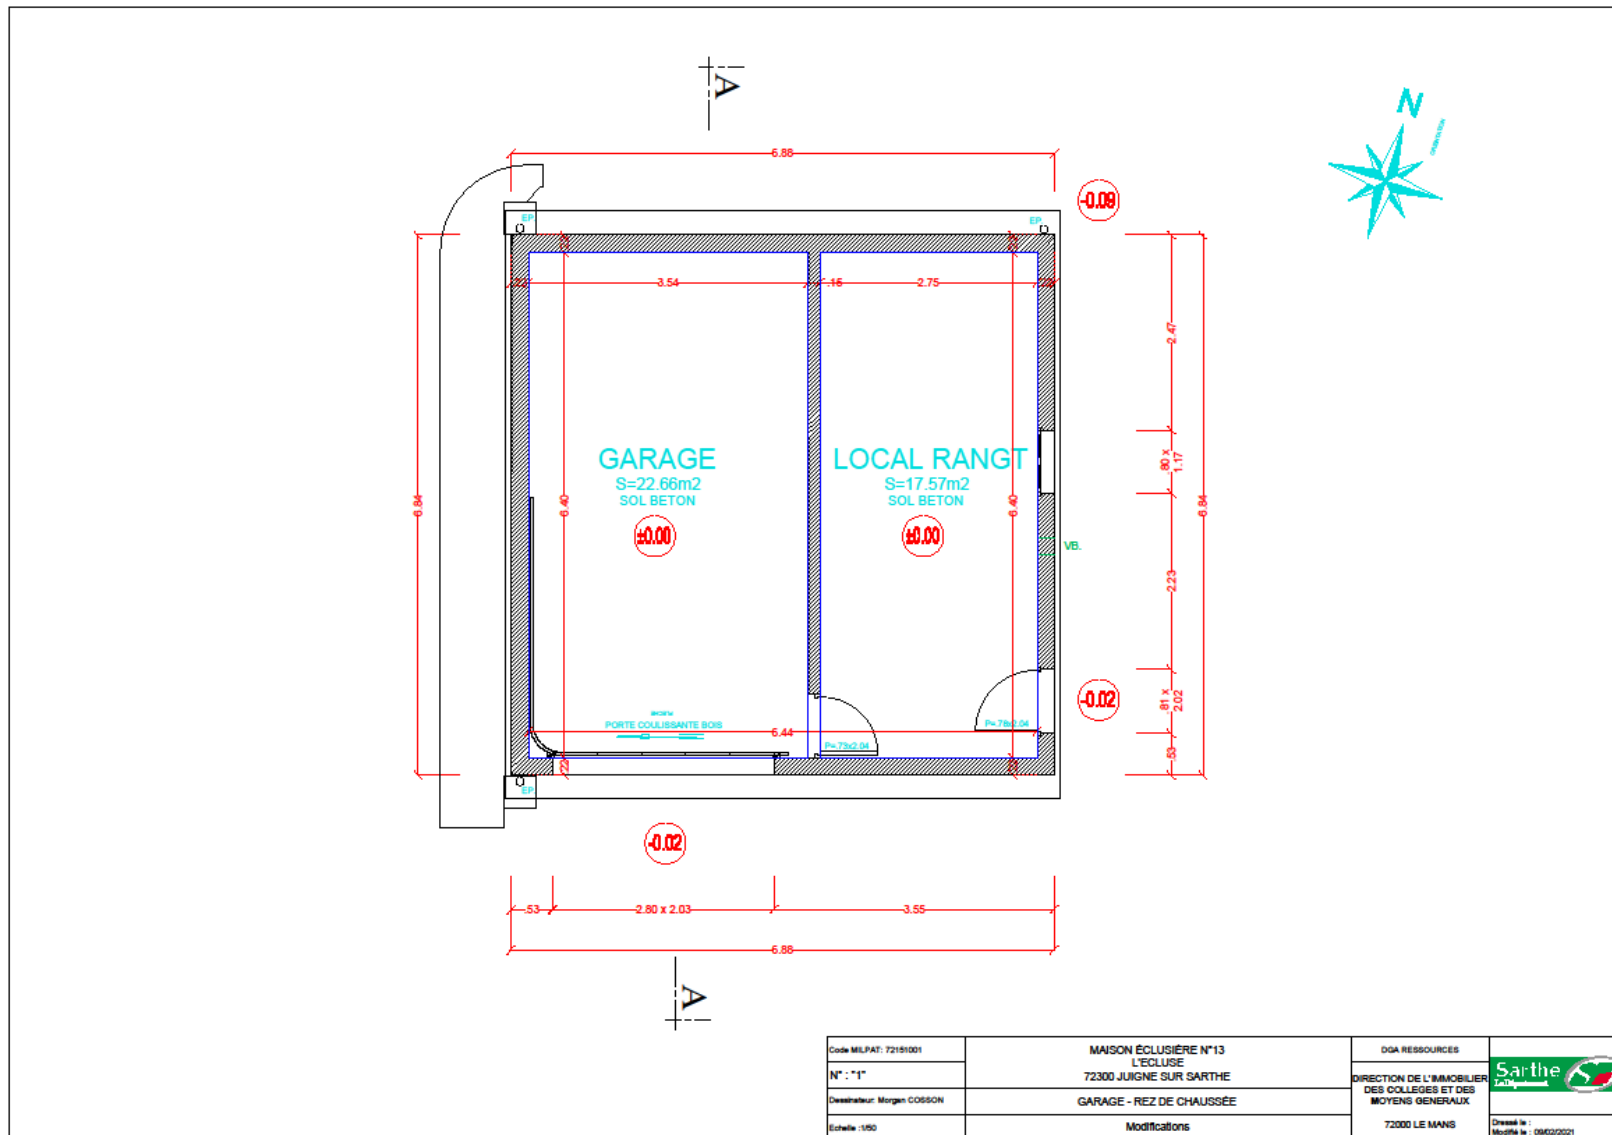 A
N
ORIENTATION
6.88
-0.09
EP.
EP.
.22
.22
.22
3.54
.15
2.75
.22
2.47
GARAGE
S=22.66m2
SOL BETON
±0.00
LOCAL RANGT
S=17.57m2
SOL BETON
±0.00
.80 x
1.17
6.84
6.40
6.40
6.84
VB.
2.23
-0.02
.81 x
2.02
PORTE COULISSANTE BOIS
6.44
P=.78x2.04
P=.73x2.04
.53
.22
.22
EP.
-0.02
.53
2.80 x 2.03
3.55
6.88
A
Code MILPAT: 72151001
N° : "1"
Dessinateur: Morgan COSSON
Echelle :1/50
MAISON ÉCLUSIÈRE N°13
L'ECLUSE
72300 JUIGNE SUR SARTHE
GARAGE - REZ DE CHAUSSÉE
Modifications
DGA RESSOURCES
DIRECTION DE L'IMMOBILIER
DES COLLEGES ET DES
MOYENS GENERAUX
72000 LE MANS
Sarthe
Dressé le :
Modifié le : 09/02/2021